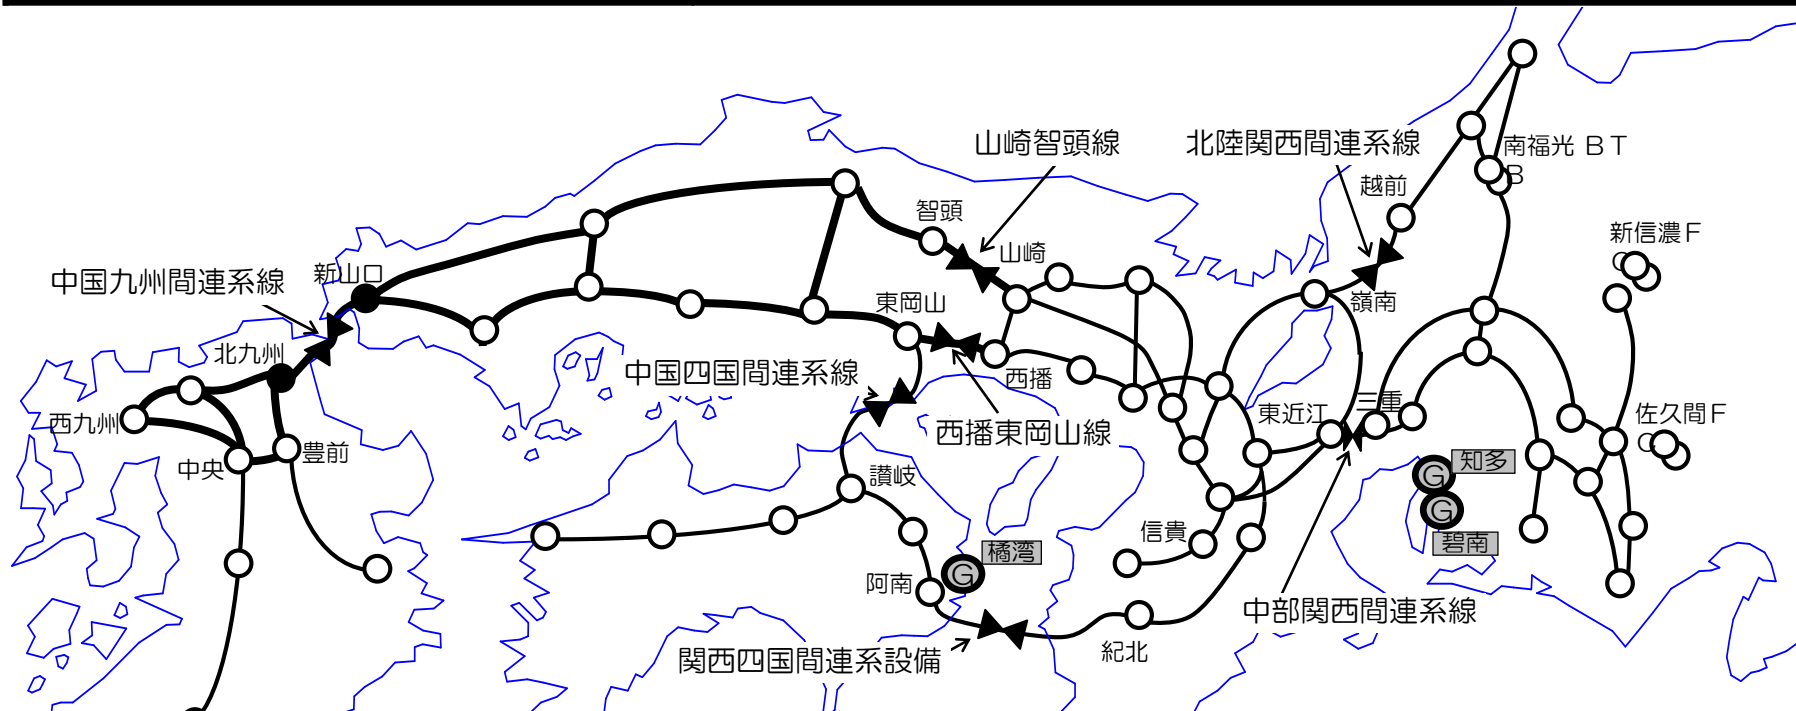 山崎智頭線
北陸関西間連系線
南福光 BT
B
越前
智頭
新信濃F
C
山崎
中国九州間連系線
新山口
嶺南
東岡山
北九州
中国四国間連系線
西播
東近江
三重
佐久間F
C
西九州
西播東岡山線
豊前
中央
讃岐
知多
G
G
信貴
碧南
橘湾
G
阿南
中部関西間連系線
紀北
関西四国間連系設備